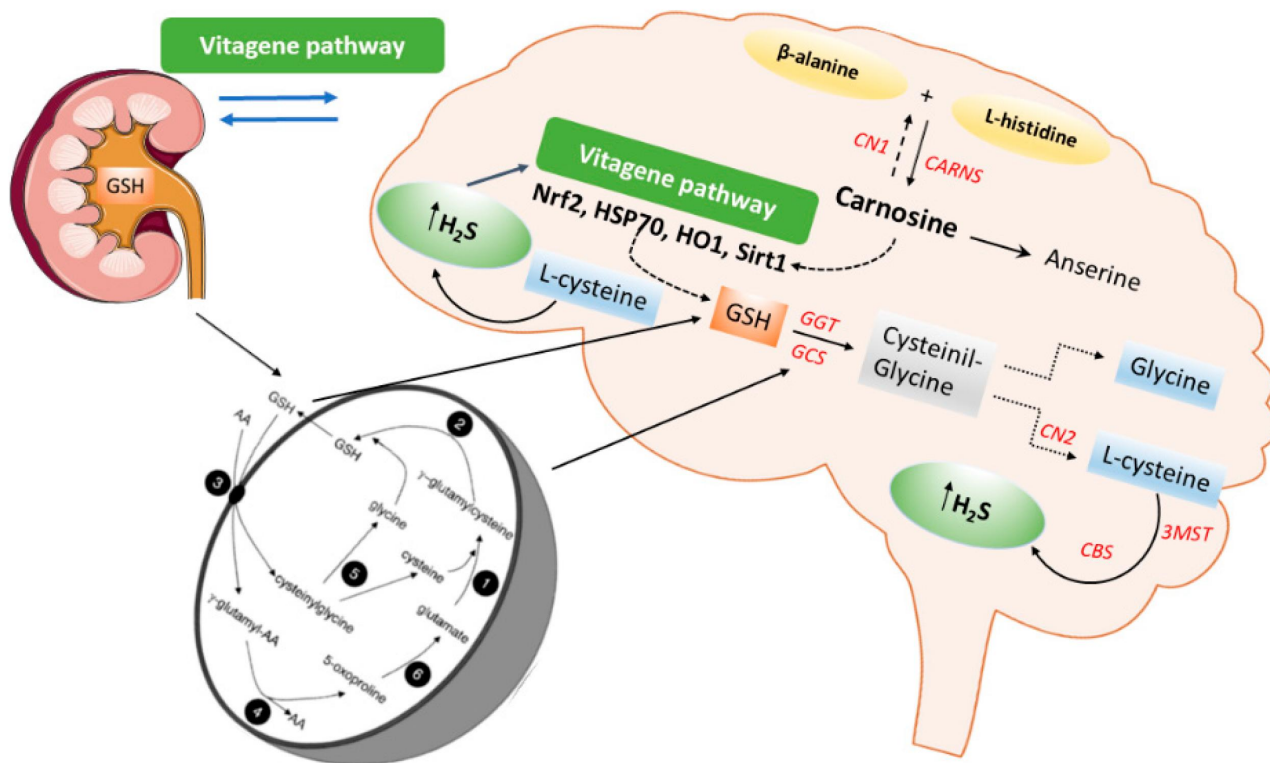 Vitagene pathway
GSH
β-alanine
+
L-histidine
CN1
CARNS
Vitagene pathway
Nrf2, HSP70, HO1, Sirt1
Carnosine
Anserine
↑H₂S
L-cysteine
GSH
GGT
GCS
Cysteinil-
Glycine
Glycine
CN2
L-cysteine
↑H₂S
CBS
3MST
GSH
AA
2
GSH
3
γ-glutamylcysteine
glycine
cysteine
5
1
cysteinylglycine
glutamate
γ-glutamyl-AA
5-oxoproline
6
4
AA